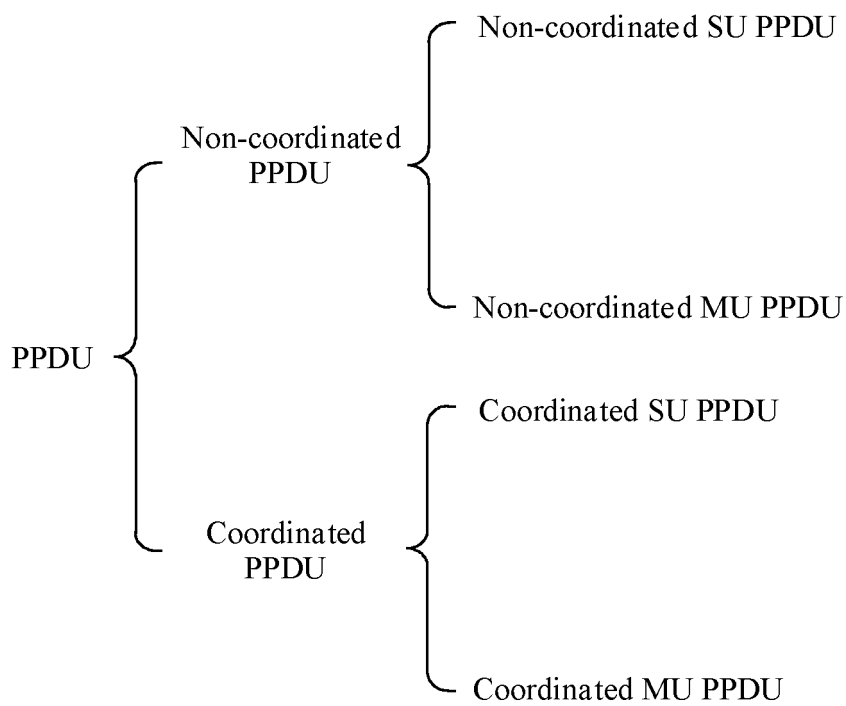 Non-coordinated SU PPDU
Non-coordinated
PPDU
Non-coordinated MU PPDU
PPDU
Coordinated SU PPDU
Coordinated
PPDU
Coordinated MU PPDU